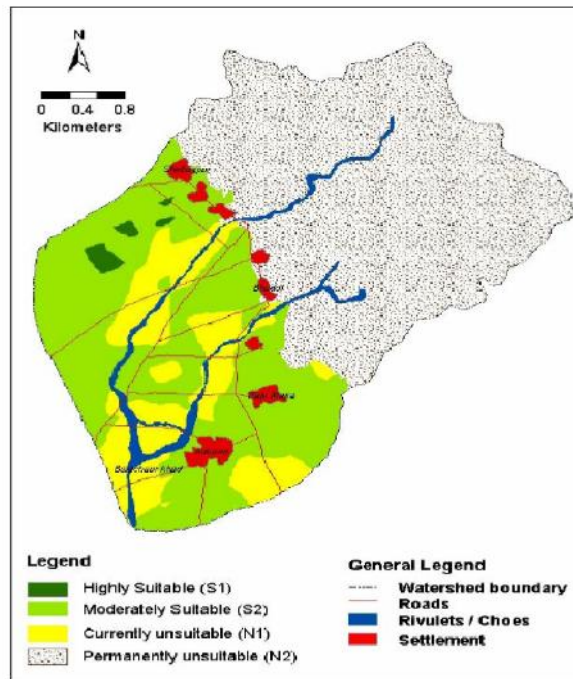 N
0 0.4 0.8
Kilometers
Legend
Highly Suitable (S1)
Moderately Suitable (S2)
Currently unsuitable (N1)
Permanently unsuitable (N2)
General Legend
Watershed boundary
Roads
Rivulets / Choes
Settlement